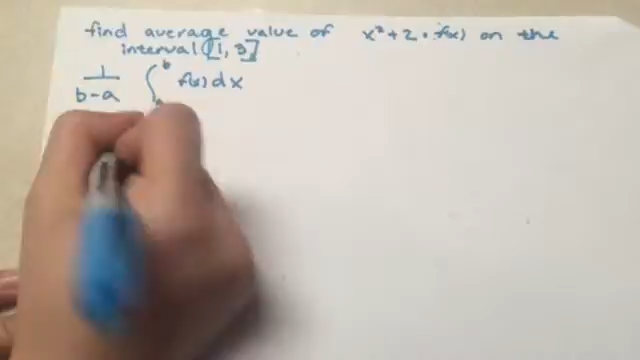 find average value of x²+2 · f(x) on the
interval [1, 3]
1/b-a ∫ b a f(x) dx